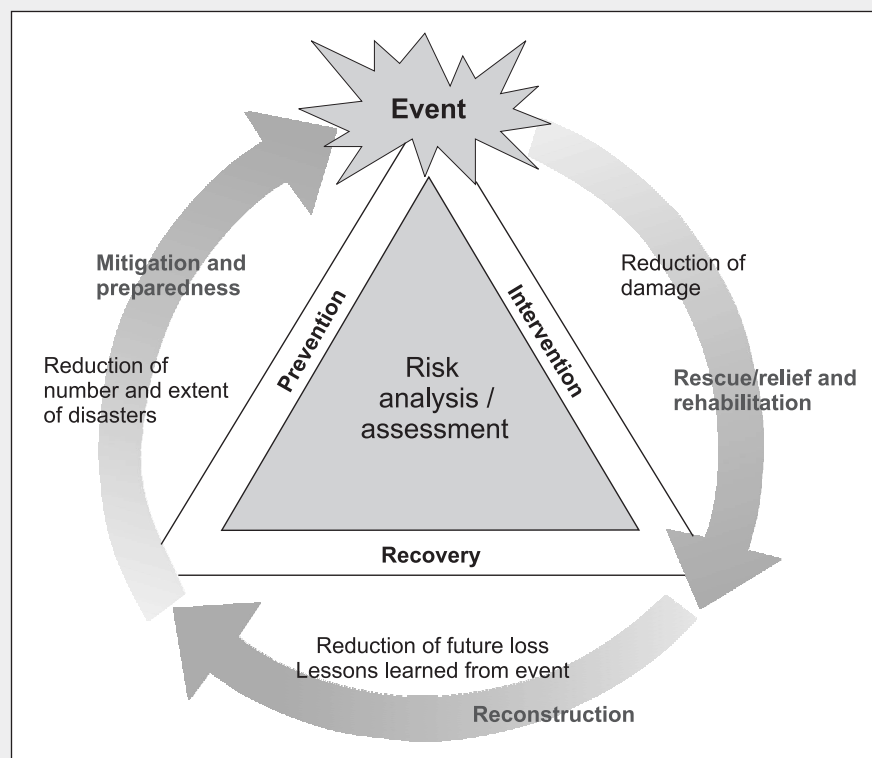 Event
Mitigation and
preparedness
Reduction of
number and extent
of disasters
Prevention
Risk
analysis /
assessment
Intervention
Reduction of
damage
Rescue/relief and
rehabilitation
Recovery
Reduction of future loss
Lessons learned from event
Reconstruction